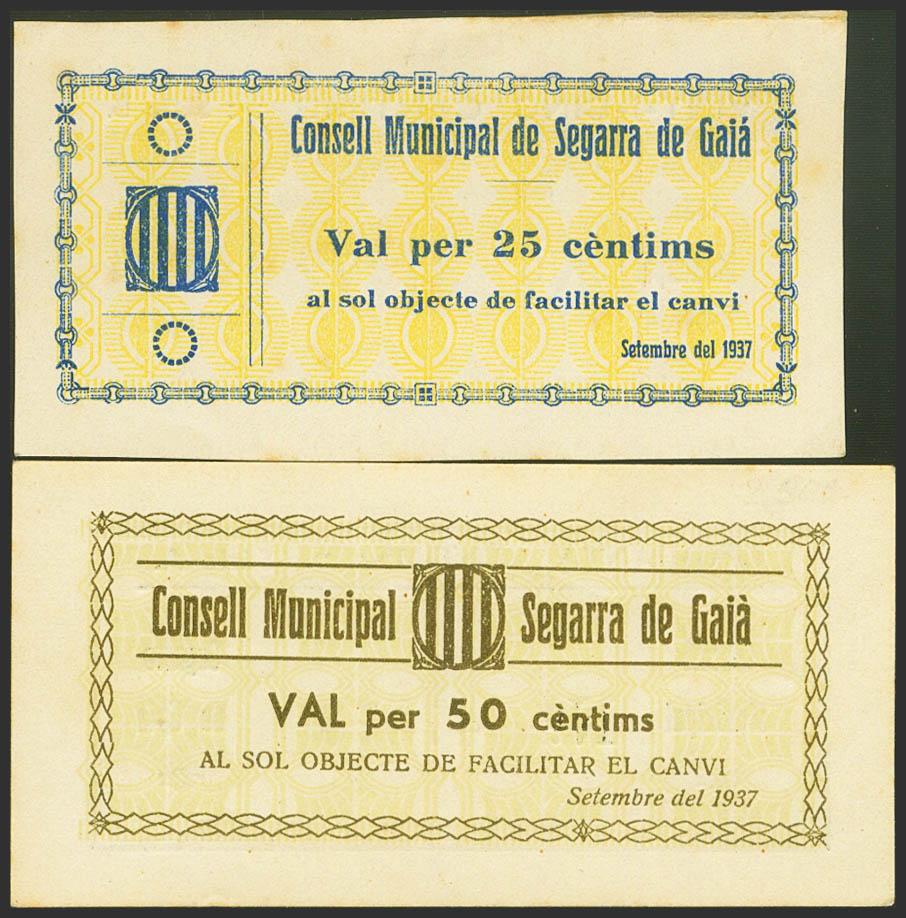 Consell Municipal de Segarra de Gaiá
Val per 25 cèntims
al sol objecte de facilitar el canvi
Setembre del 1937
Consell Municipal Segarra de Gaià
VAL per 50 cèntims
AL SOL OBJECTE DE FACILITAR EL CANVI
Setembre del 1937